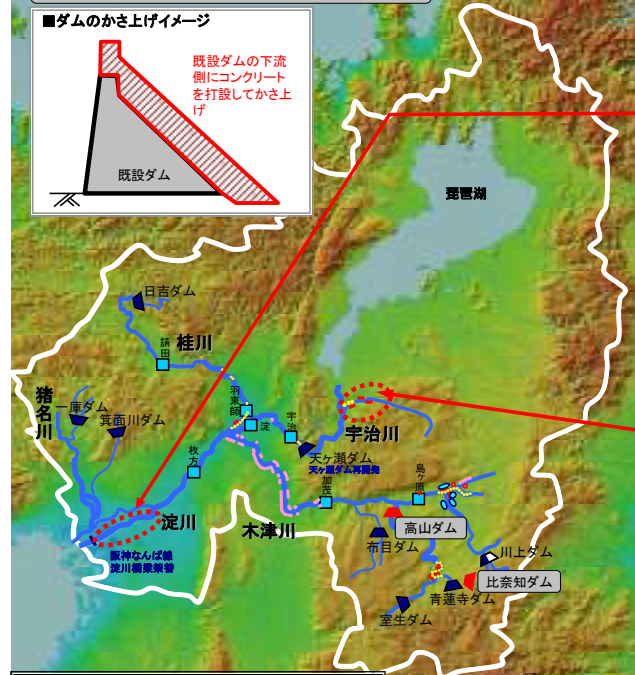 ■ダムのかさ上げイメージ
既設ダムの下流
側にコンクリート
を打設してかさ上
げ
既設ダム
琵琶湖
日吉ダム
桂川
請田
猪名川
一庫ダム
箕面川ダム
羽束師
淀
宇治
宇治川
天ヶ瀬ダム
天ヶ瀬ダム再開発
枚方
加茂
島ヶ原
淀川
木津川
高山ダム
阪神なんば線
淀川橋梁架替
布目ダム
川上ダム
比奈知ダム
青蓮寺ダム
室生ダム